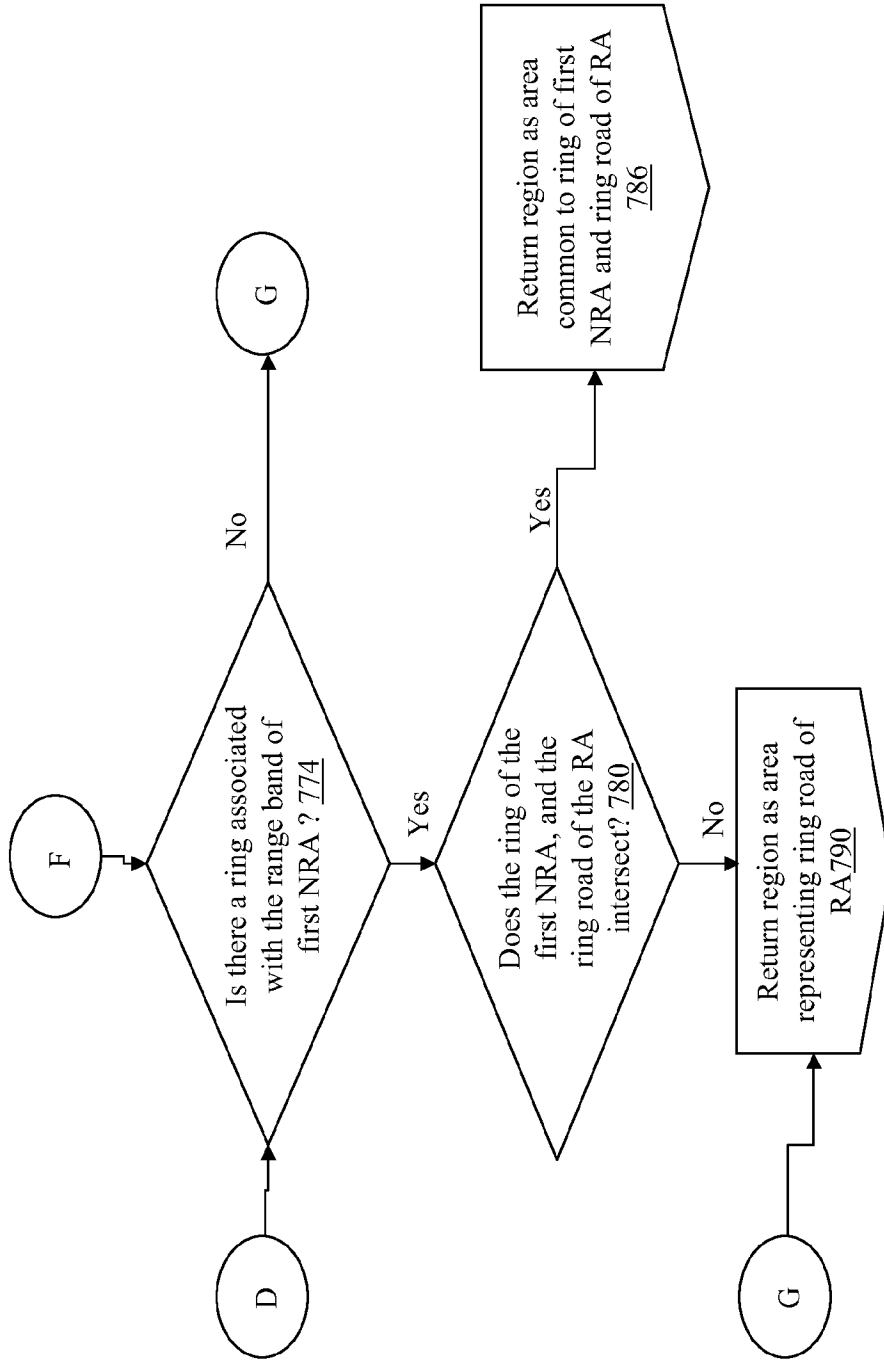 F
D
Is there a ring associated
with the range band of
first NRA ? 774
No
G
Yes
Does the ring of the
first NRA, and the
ring road of the RA
intersect? 780
Yes
Return region as area
common to ring of first
NRA and ring road of RA
786
No
G
Return region as area
representing ring road of
RA790